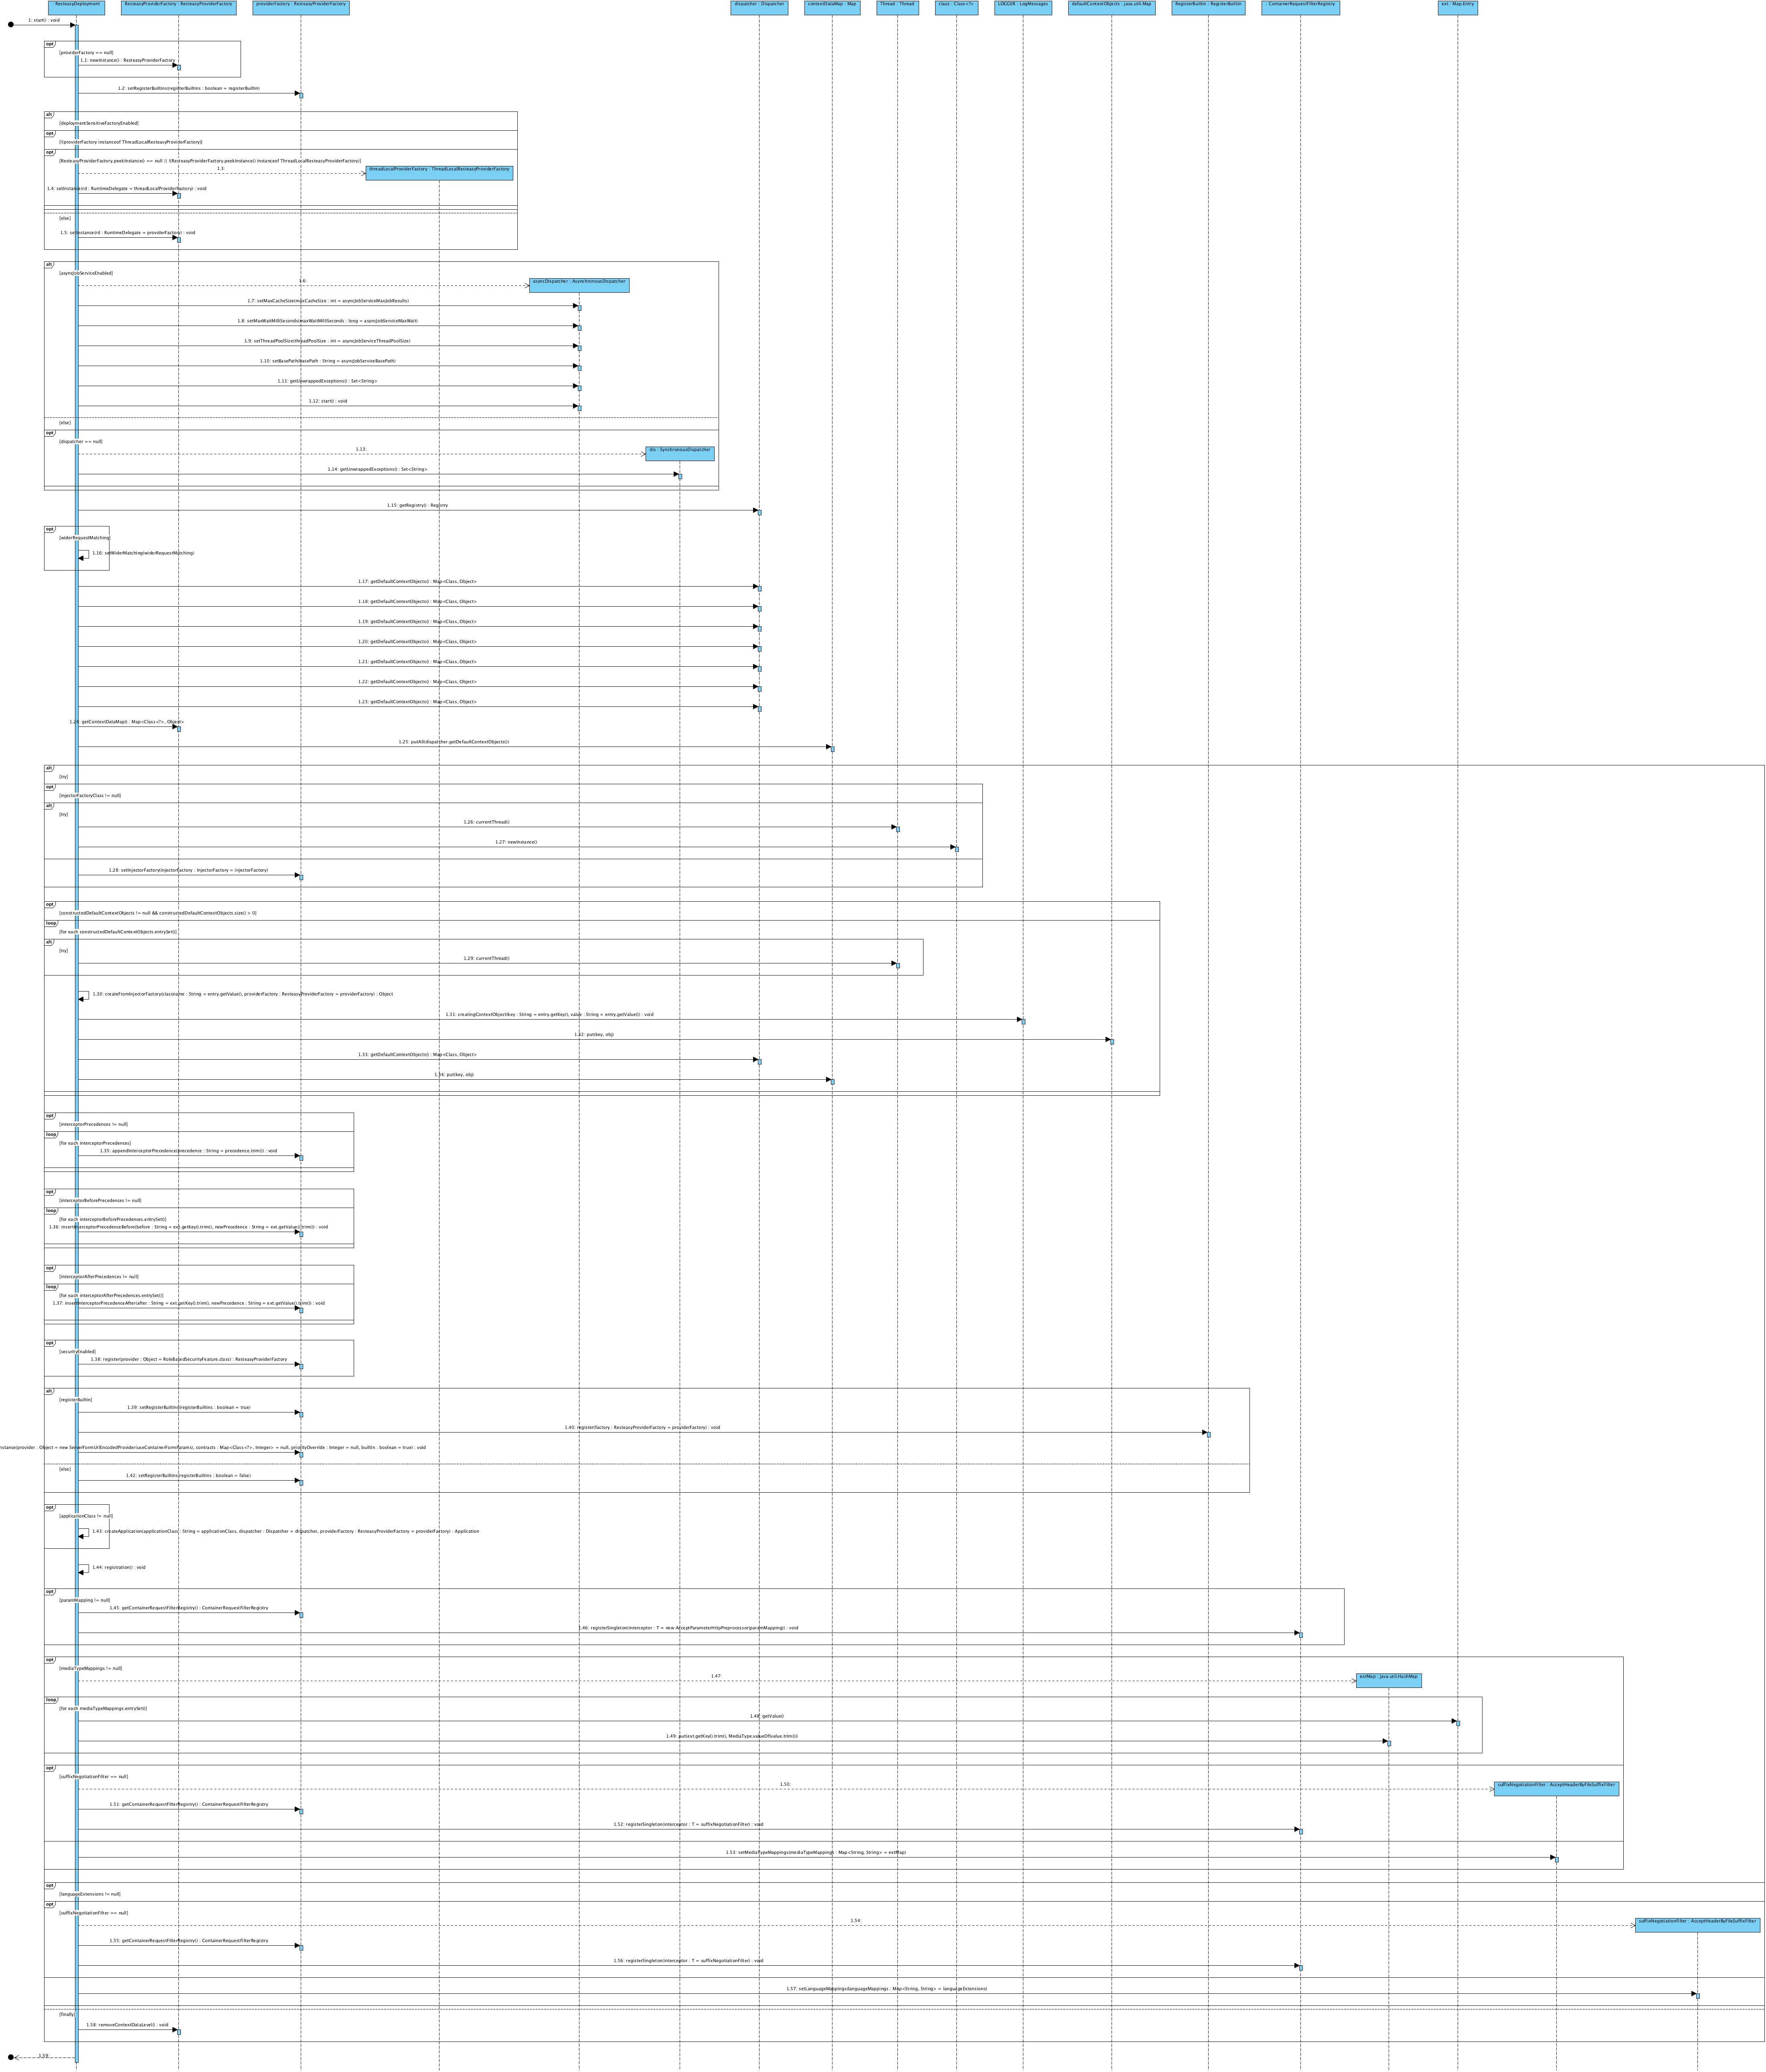 ResteasyDeployment
ResteasyProviderFactory : ResteasyProviderFactory
providerFactory : ResteasyProviderFactory
dispatcher : Dispatcher
contextDataMap : Map
Thread : Thread
clazz : Class<?>
LOGGER : LogMessages
defaultContextObjects : java.util.Map
RegisterBuiltin : RegisterBuiltin
: ContainerRequestFilterRegistry
ext : Map.Entry
1: start() : void
opt
[providerFactory == null]
1.1: newInstance() : ResteasyProviderFactory
1.2: setRegisterBuiltins(registerBuiltins : boolean = registerBuiltin)
alt
[deploymentSensitiveFactoryEnabled]
opt
[!(providerFactory instanceof ThreadLocalResteasyProviderFactory)]
opt
[ResteasyProviderFactory.peekInstance() == null || !(ResteasyProviderFactory.peekInstance() instanceof ThreadLocalResteasyProviderFactory)]
1.3:
threadLocalProviderFactory : ThreadLocalResteasyProviderFactory
1.4: setInstance(rd : RuntimeDelegate = threadLocalProviderFactory) : void
[else]
1.5: setInstance(rd : RuntimeDelegate = providerFactory) : void
alt
[asyncJobServiceEnabled]
1.6:
asyncDispatcher : AsynchronousDispatcher
1.7: setMaxCacheSize(maxCacheSize : int = asyncJobServiceMaxJobResults)
1.8: setMaxWaitMilliSeconds(maxWaitMilliSeconds : long = asyncJobServiceMaxWait)
1.9: setThreadPoolSize(threadPoolSize : int = asyncJobServiceThreadPoolSize)
1.10: setBasePath(basePath : String = asyncJobServiceBasePath)
1.11: getUnwrappedExceptions() : Set<String>
1.12: start() : void
[else]
opt
[dispatcher == null]
1.13:
dis : SynchronousDispatcher
1.14: getUnwrappedExceptions() : Set<String>
1.15: getRegistry() : Registry
opt
[widerRequestMatching]
1.16: setWiderMatching(widerRequestMatching)
1.17: getDefaultContextObjects() : Map<Class, Object>
1.18: getDefaultContextObjects() : Map<Class, Object>
1.19: getDefaultContextObjects() : Map<Class, Object>
1.20: getDefaultContextObjects() : Map<Class, Object>
1.21: getDefaultContextObjects() : Map<Class, Object>
1.22: getDefaultContextObjects() : Map<Class, Object>
1.23: getDefaultContextObjects() : Map<Class, Object>
1.24: getContextDataMap() : Map<Class<?>, Object>
1.25: putAll(dispatcher.getDefaultContextObjects())
alt
[try]
opt
[injectorFactoryClass != null]
alt
[try]
1.26: currentThread()
1.27: newInstance()
1.28: setInjectorFactory(injectorFactory : InjectorFactory = injectorFactory)
opt
[constructedDefaultContextObjects != null && constructedDefaultContextObjects.size() > 0]
loop
[for each constructedDefaultContextObjects.entrySet()]
alt
[try]
1.29: currentThread()
1.30: createFromInjectorFactory(classname : String = entry.getValue(), providerFactory : ResteasyProviderFactory = providerFactory) : Object
1.31: creatingContextObject(key : String = entry.getKey(), value : String = entry.getValue()) : void
1.32: put(key, obj)
1.33: getDefaultContextObjects() : Map<Class, Object>
1.34: put(key, obj)
opt
[interceptorPrecedences != null]
loop
[for each interceptorPrecedences]
1.35: appendInterceptorPrecedence(precedence : String = precedence.trim()) : void
opt
[interceptorBeforePrecedences != null]
loop
[for each interceptorBeforePrecedences.entrySet()]
1.36: insertInterceptorPrecedenceBefore(before : String = ext.getKey().trim(), newPrecedence : String = ext.getValue().trim()) : void
opt
[interceptorAfterPrecedences != null]
loop
[for each interceptorAfterPrecedences.entrySet()]
1.37: insertInterceptorPrecedenceAfter(after : String = ext.getKey().trim(), newPrecedence : String = ext.getValue().trim()) : void
opt
[securityEnabled]
1.38: register(provider : Object = RoleBasedSecurityFeature.class) : ResteasyProviderFactory
alt
[registerBuiltin]
1.39: setRegisterBuiltins(registerBuiltins : boolean = true)
1.40: register(factory : ResteasyProviderFactory = providerFactory) : void
nstance(provider : Object = new ServerFormUrlEncodedProvider(useContainerFormParams), contracts : Map<Class<?>, Integer> = null, priorityOverride : Integer = null, builtIn : boolean = true) : void
[else]
1.42: setRegisterBuiltins(registerBuiltins : boolean = false)
opt
[applicationClass != null]
1.43: createApplication(applicationClass : String = applicationClass, dispatcher : Dispatcher = dispatcher, providerFactory : ResteasyProviderFactory = providerFactory) : Application
1.44: registration() : void
opt
[paramMapping != null]
1.45: getContainerRequestFilterRegistry() : ContainerRequestFilterRegistry
1.46: registerSingleton(interceptor : T = new AcceptParameterHttpPreprocessor(paramMapping)) : void
opt
[mediaTypeMappings != null]
1.47:
extMap : java.util.HashMap
loop
[for each mediaTypeMappings.entrySet()]
1.48: getValue()
1.49: put(ext.getKey().trim(), MediaType.valueOf(value.trim()))
opt
[suffixNegotiationFilter == null]
1.50:
suffixNegotiationFilter : AcceptHeaderByFileSuffixFilter
1.51: getContainerRequestFilterRegistry() : ContainerRequestFilterRegistry
1.52: registerSingleton(interceptor : T = suffixNegotiationFilter) : void
1.53: setMediaTypeMappings(mediaTypeMappings : Map<String, String> = extMap)
opt
[languageExtensions != null]
opt
[suffixNegotiationFilter == null]
1.54:
suffixNegotiationFilter : AcceptHeaderByFileSuffixFilter
1.55: getContainerRequestFilterRegistry() : ContainerRequestFilterRegistry
1.56: registerSingleton(interceptor : T = suffixNegotiationFilter) : void
1.57: setLanguageMappings(languageMappings : Map<String, String> = languageExtensions)
[finally]
1.58: removeContextDataLevel() : void
1.59: